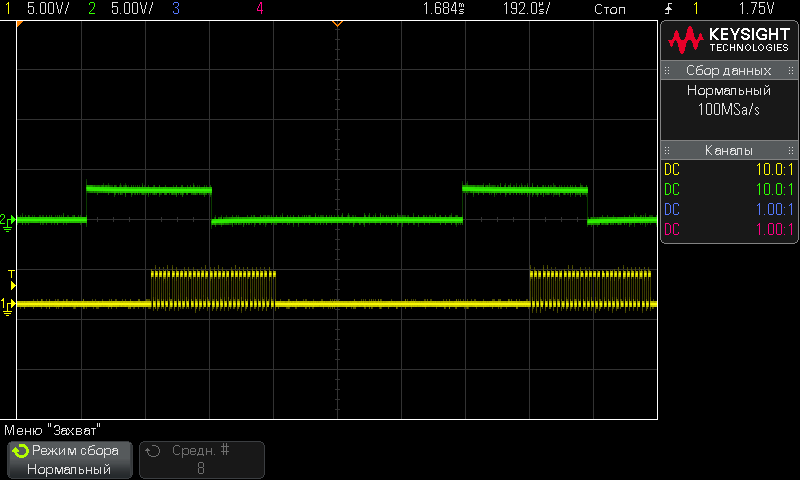 1 5.00V/ 2 5.00V/ 3 4 1.684ms 192.0us/ Стоп 1 1.75V
KEYSIGHT
TECHNOLOGIES
Сбор данных
Нормальный
100MSa/s
Каналы
DC 10.0:1
DC 10.0:1
DC 1.00:1
DC 1.00:1
2
T
1
Меню "Захват"
Режим сбора
Нормальный
Средн. #
8